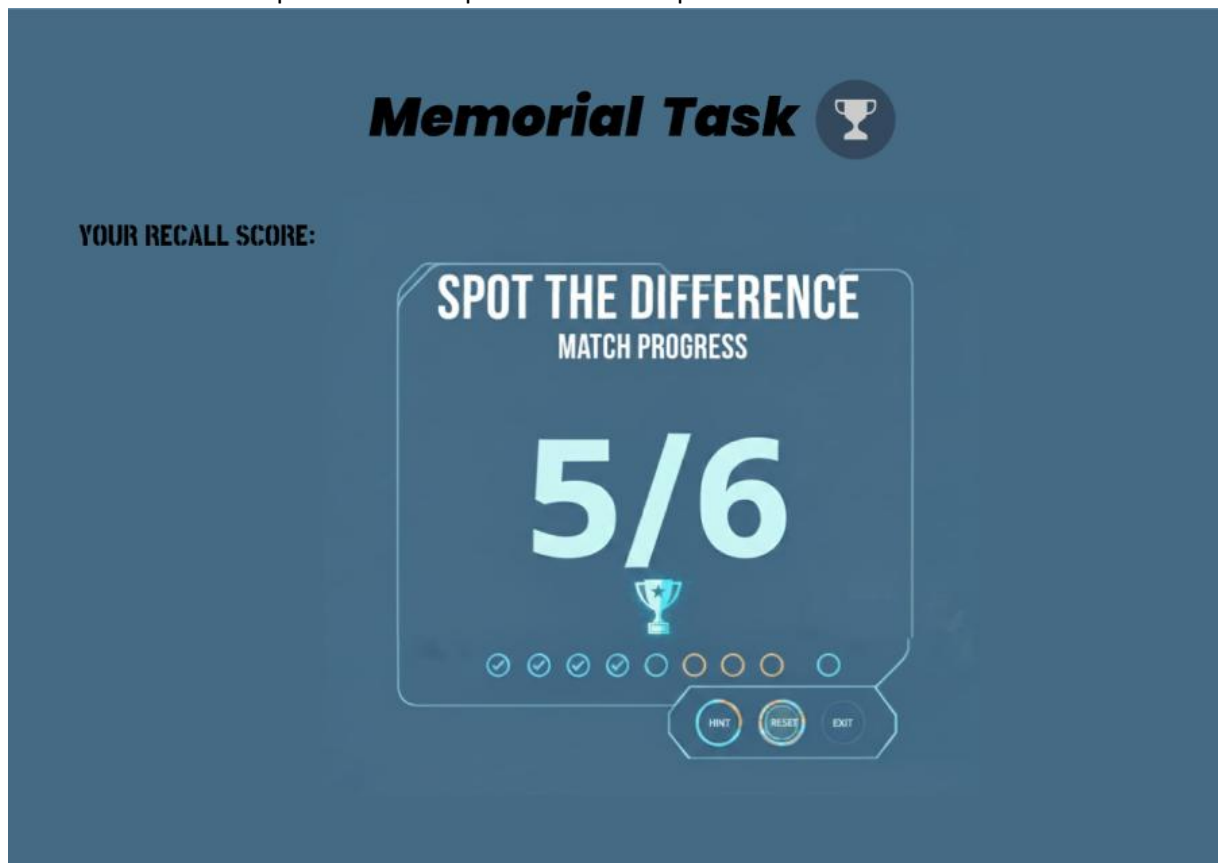 Memorial Task
YOUR RECALL SCORE:
SPOT THE DIFFERENCE
MATCH PROGRESS
5/6
HINT RESET EXIT